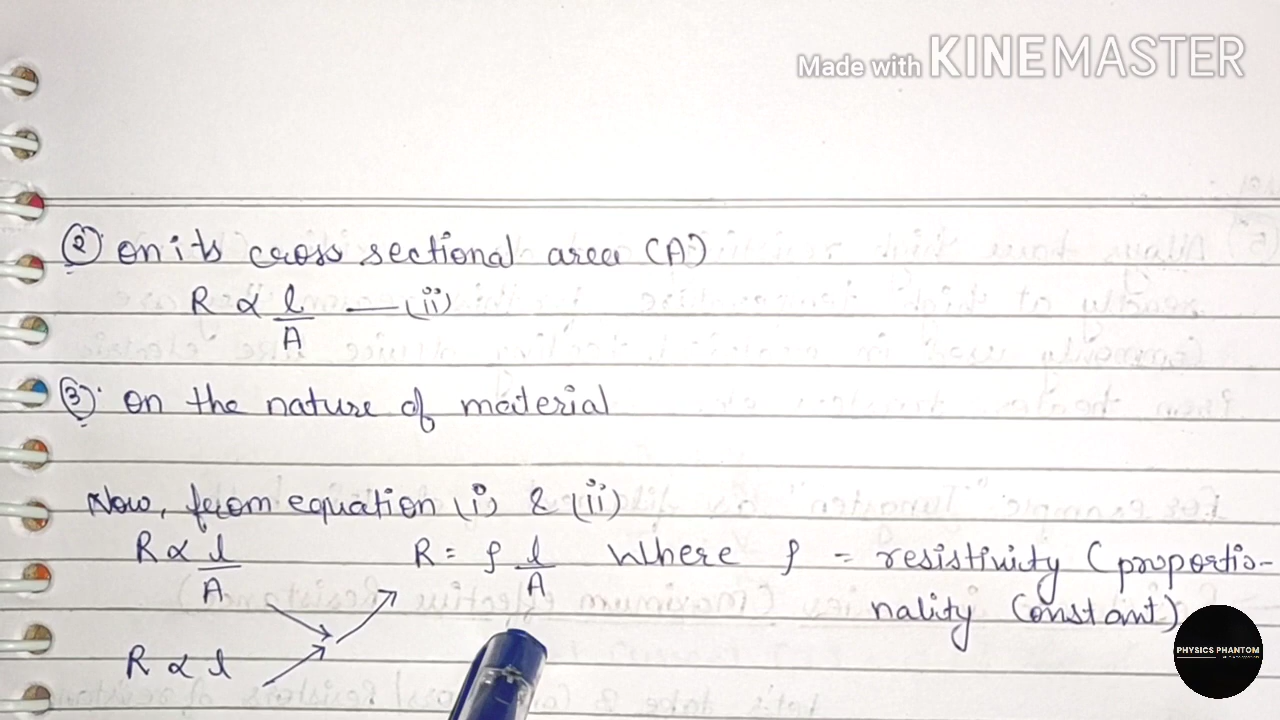 Made with KINEMASTER
(2) on its cross sectional area (A)
R ∝ l/A — (ii)
(3) on the nature of material
Now, from equation (i) & (ii)
R ∝ l/A R = ρ l/A Where ρ = resistivity (proportio-
nality Constant)
R ∝ l
PHYSICS PHANTOM